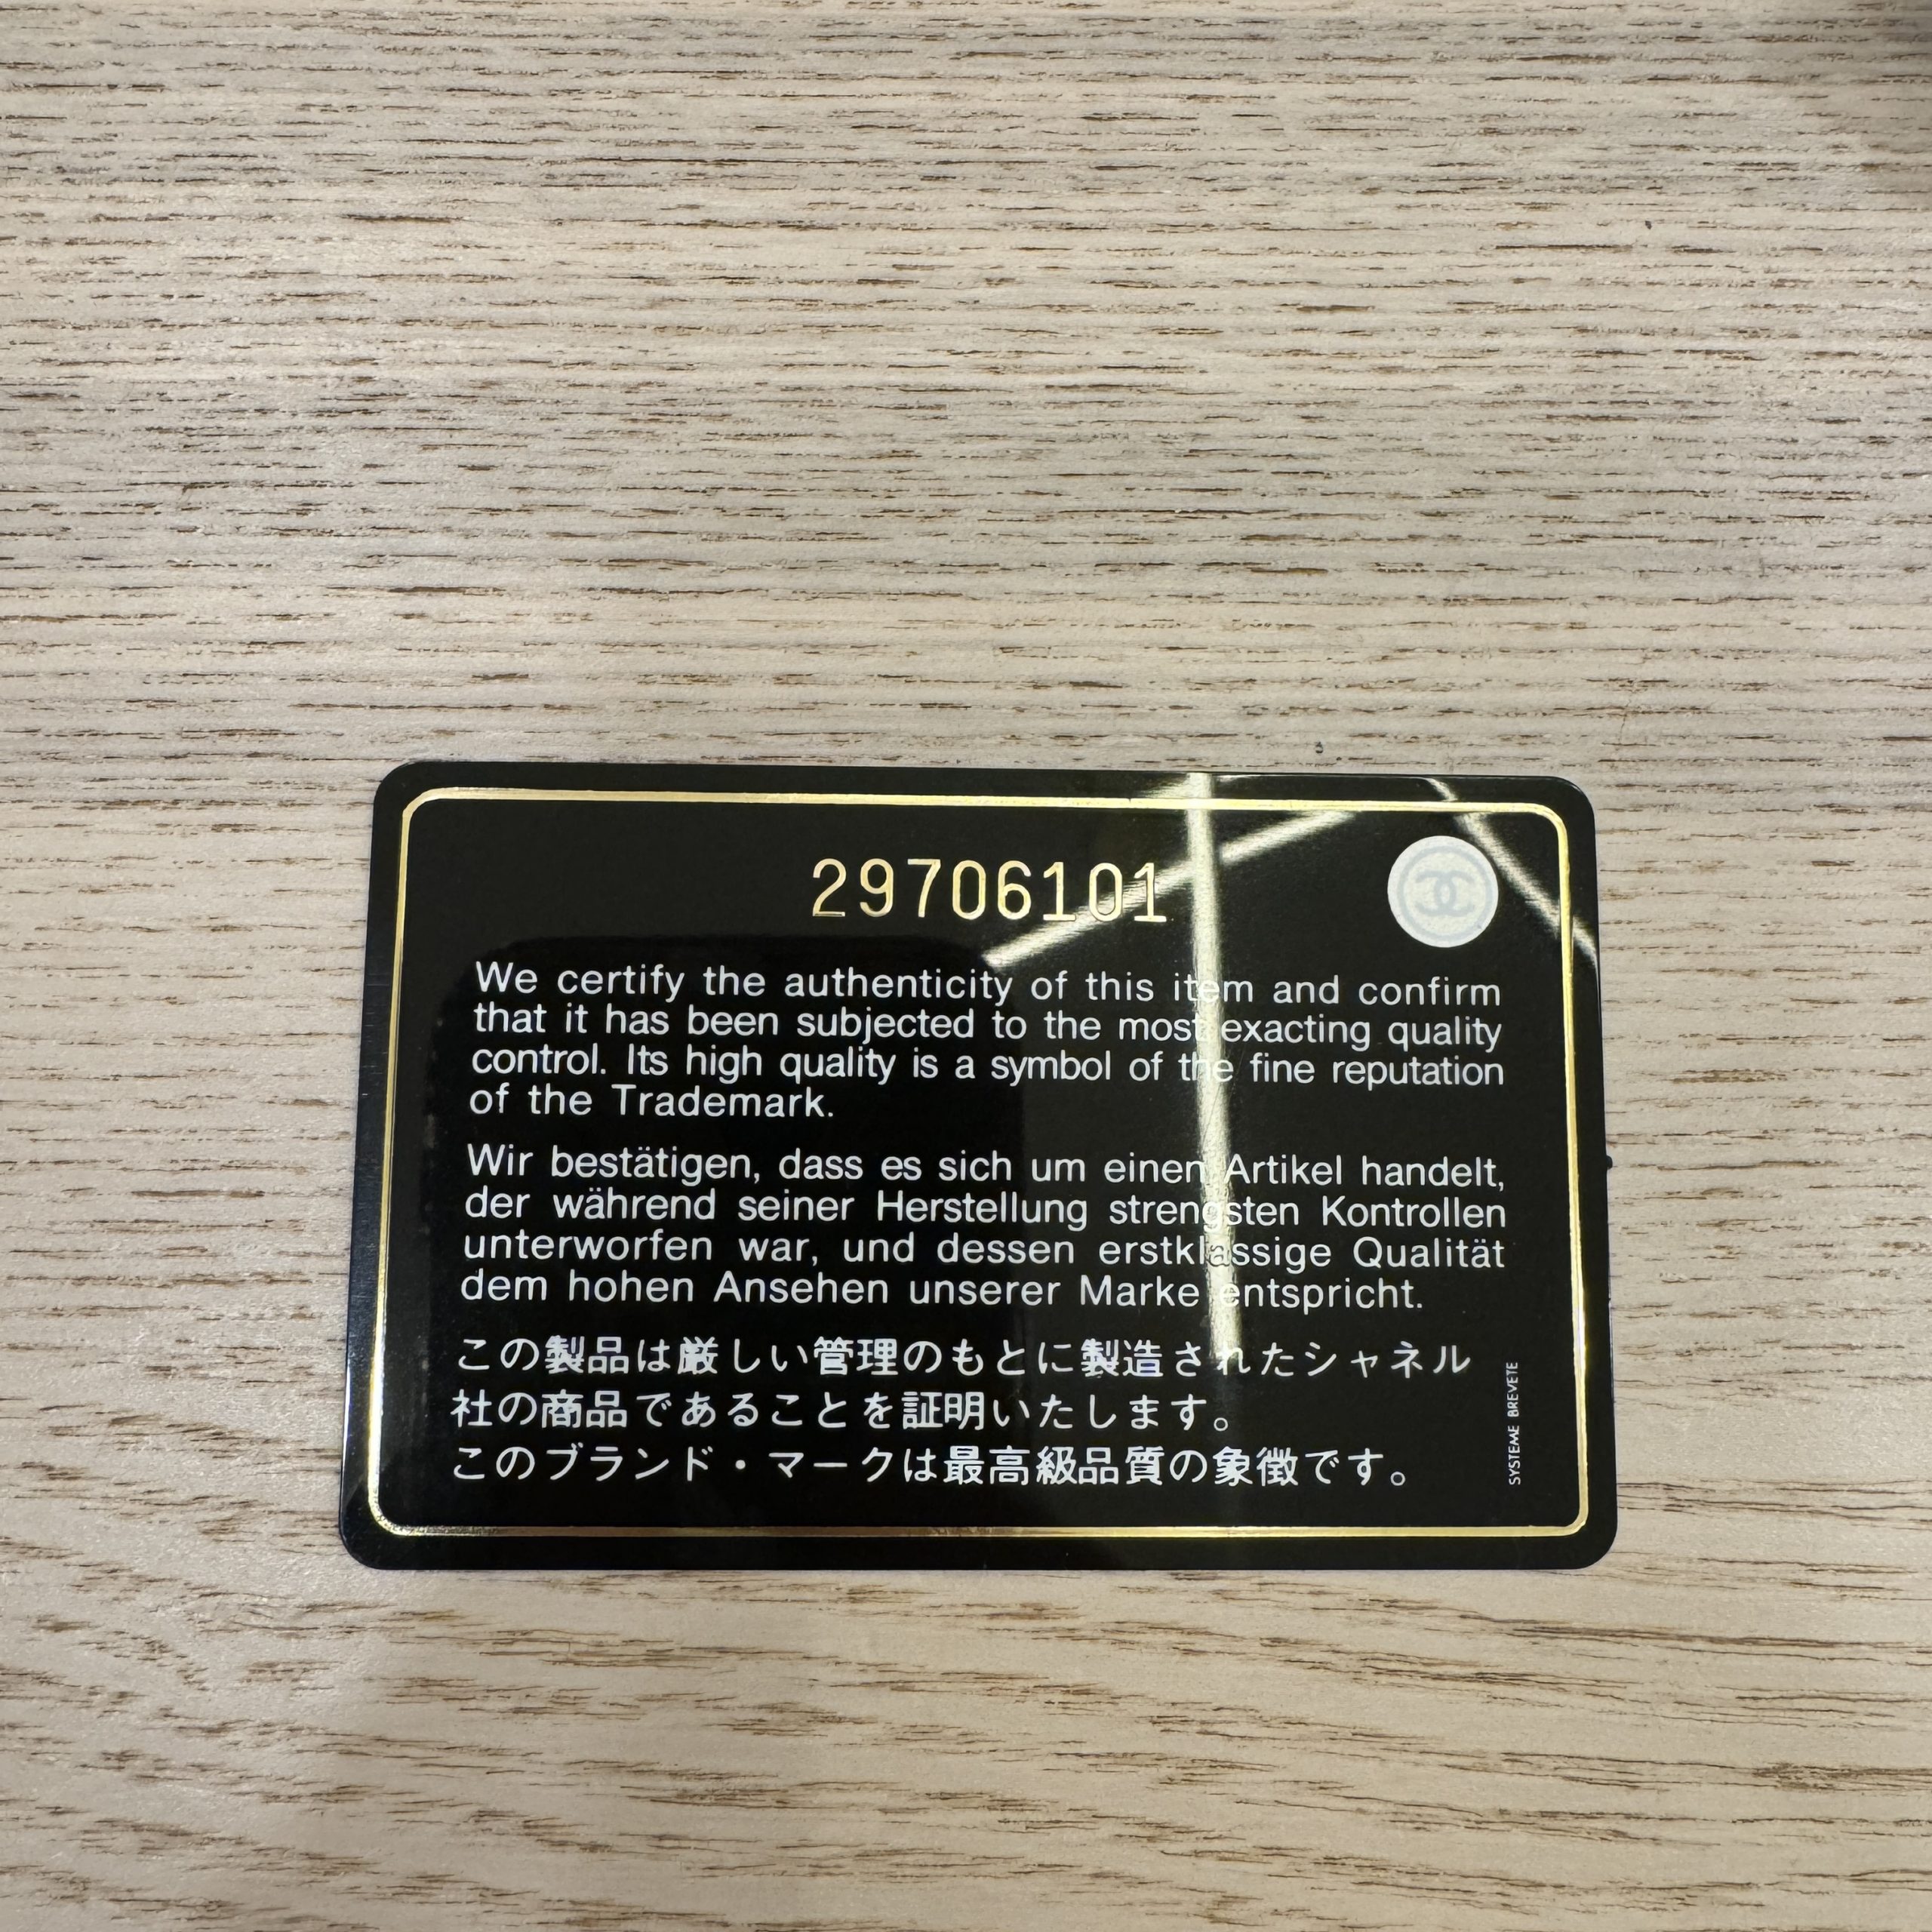 29706101
We certify the authenticity of this item and confirm
that it has been subjected to the most exacting quality
control. Its high quality is a symbol of the fine reputation
of the Trademark.
Wir bestätigen, dass es sich um einen Artikel handelt,
der während seiner Herstellung strengsten Kontrollen
unterworfen war, und dessen erstklassige Qualität
dem hohen Ansehen unserer Marke entspricht.
この製品は厳しい管理のもとに製造されたシャネル
社の商品であることを証明いたします。
このブランド・マークは最高級品質の象徴です。
SYSTEME BREVETE